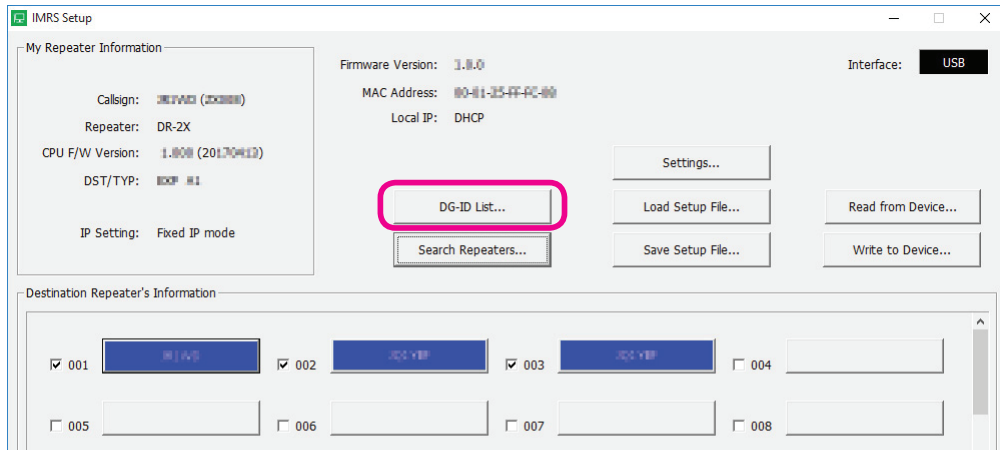 IMRS Setup
My Repeater Information
Callsign:
Repeater: DR-2X
CPU F/W Version:
DST/TYP:
IP Setting: Fixed IP mode
Firmware Version:
MAC Address:
Local IP: DHCP
Interface: USB
Settings...
DG-ID List...
Load Setup File...
Read from Device...
Search Repeaters...
Save Setup File...
Write to Device...
Destination Repeater's Information
001
002
003
004
005
006
007
008